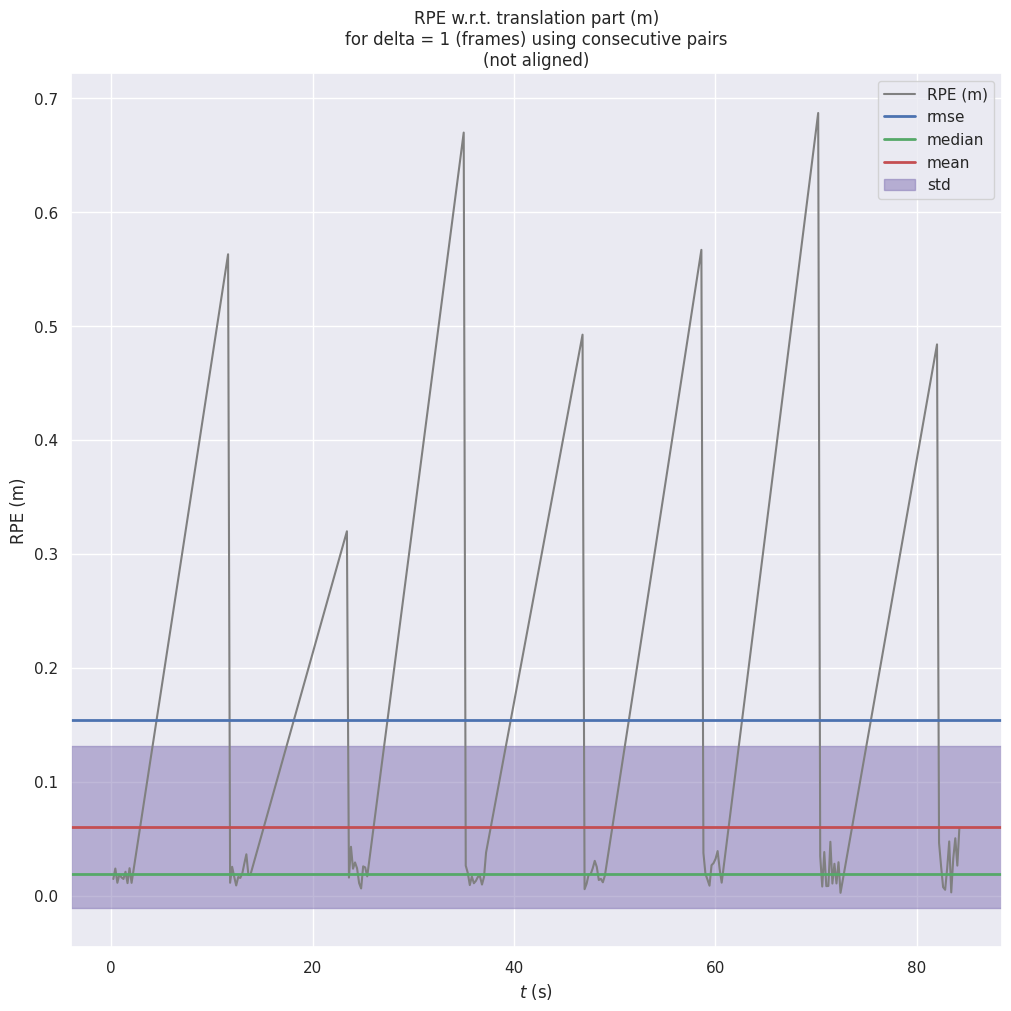 RPE w.r.t. translation part (m)
for delta = 1 (frames) using consecutive pairs
(not aligned)
RPE (m)
rmse
median
mean
std
0.7
0.6
0.5
0.4
0.3
0.2
0.1
0.0
RPE (m)
0
20
40
60
80
t (s)